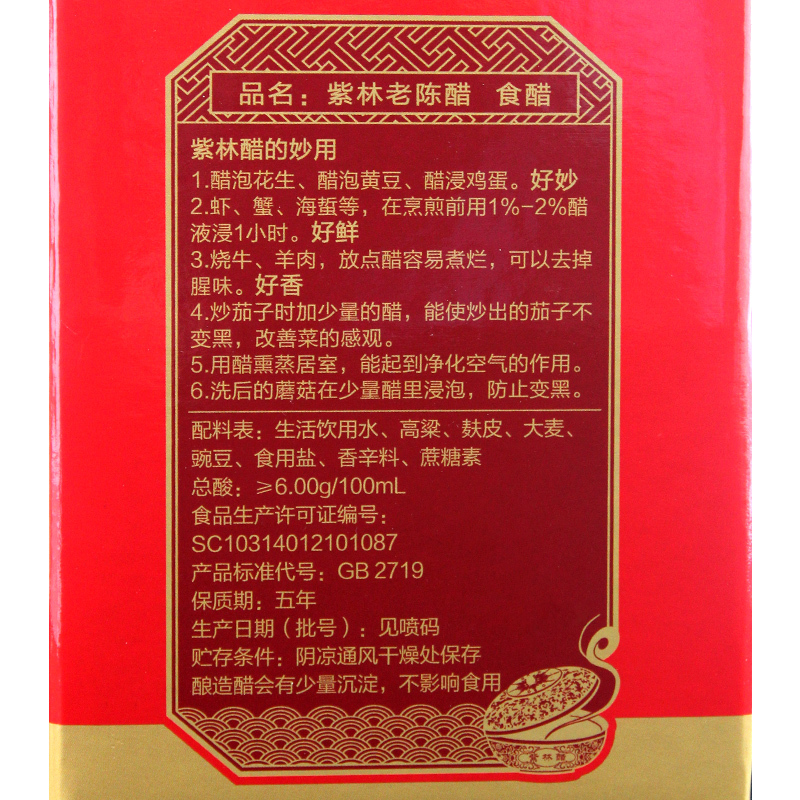 品名：紫林老陈醋 食醋
紫林醋的妙用
1.醋泡花生、醋泡黄豆、醋浸鸡蛋。好妙
2.虾、蟹、海蜇等，在烹煎前用1%-2%醋
液浸1小时。好鲜
3.烧牛、羊肉，放点醋容易煮烂，可以去掉
腥味。好香
4.炒茄子时加少量的醋，能使炒出的茄子不
变黑，改善菜的感观。
5.用醋熏蒸居室，能起到净化空气的作用。
6.洗后的蘑菇在少量醋里浸泡，防止变黑。
配料表：生活饮用水、高粱、麸皮、大麦、
豌豆、食用盐、香辛料、蔗糖素
总酸：≥6.00g/100mL
食品生产许可证编号：
SC10314012101087
产品标准代号：GB 2719
保质期：五年
生产日期（批号）：见喷码
贮存条件：阴凉通风干燥处保存
酿造醋会有少量沉淀，不影响食用
紫林醋